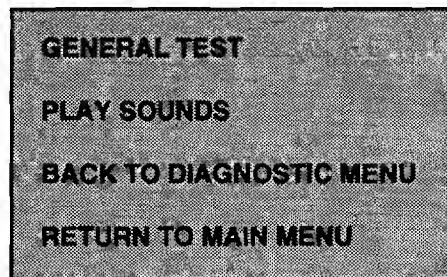 GENERAL TEST
PLAY SOUNDS
BACK TO DIAGNOSTIC MENU
RETURN TO MAIN MENU